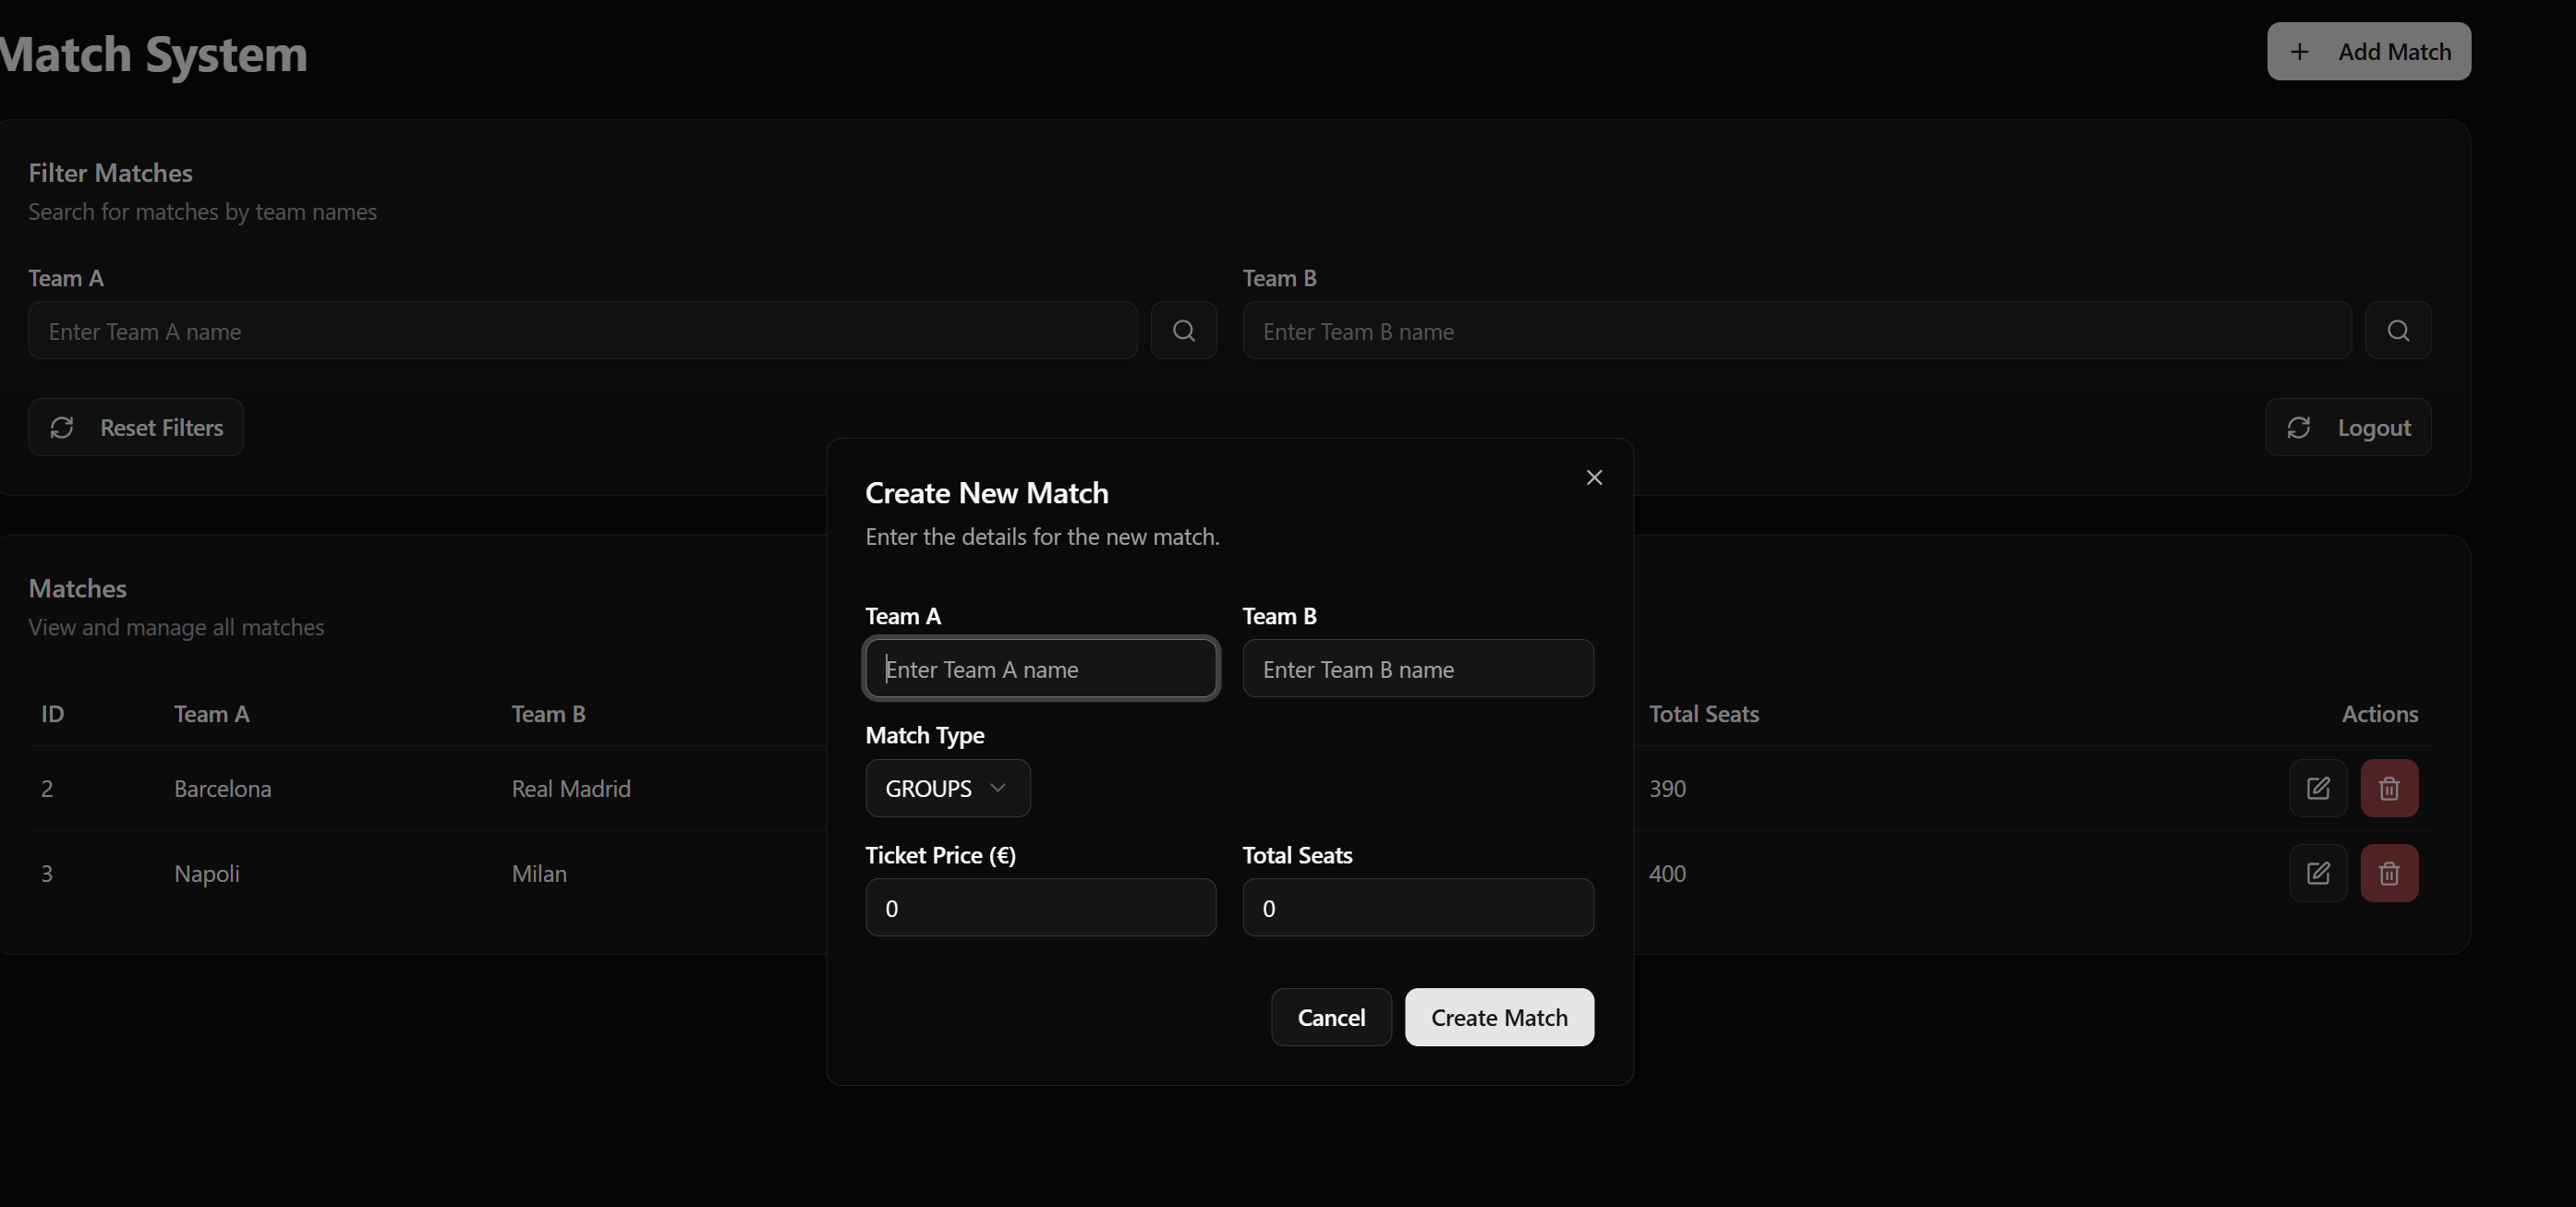 Match System
+ Add Match
Filter Matches
Search for matches by team names
Team A Team B
Enter Team A name Enter Team B name
Reset Filters Logout
Create New Match
Enter the details for the new match.
Team A Team B
Enter Team A name Enter Team B name
Match Type
GROUPS
Ticket Price (€) Total Seats
0 0
Cancel Create Match
Matches
View and manage all matches
ID Team A Team B Total Seats Actions
2 Barcelona Real Madrid 390
3 Napoli Milan 400